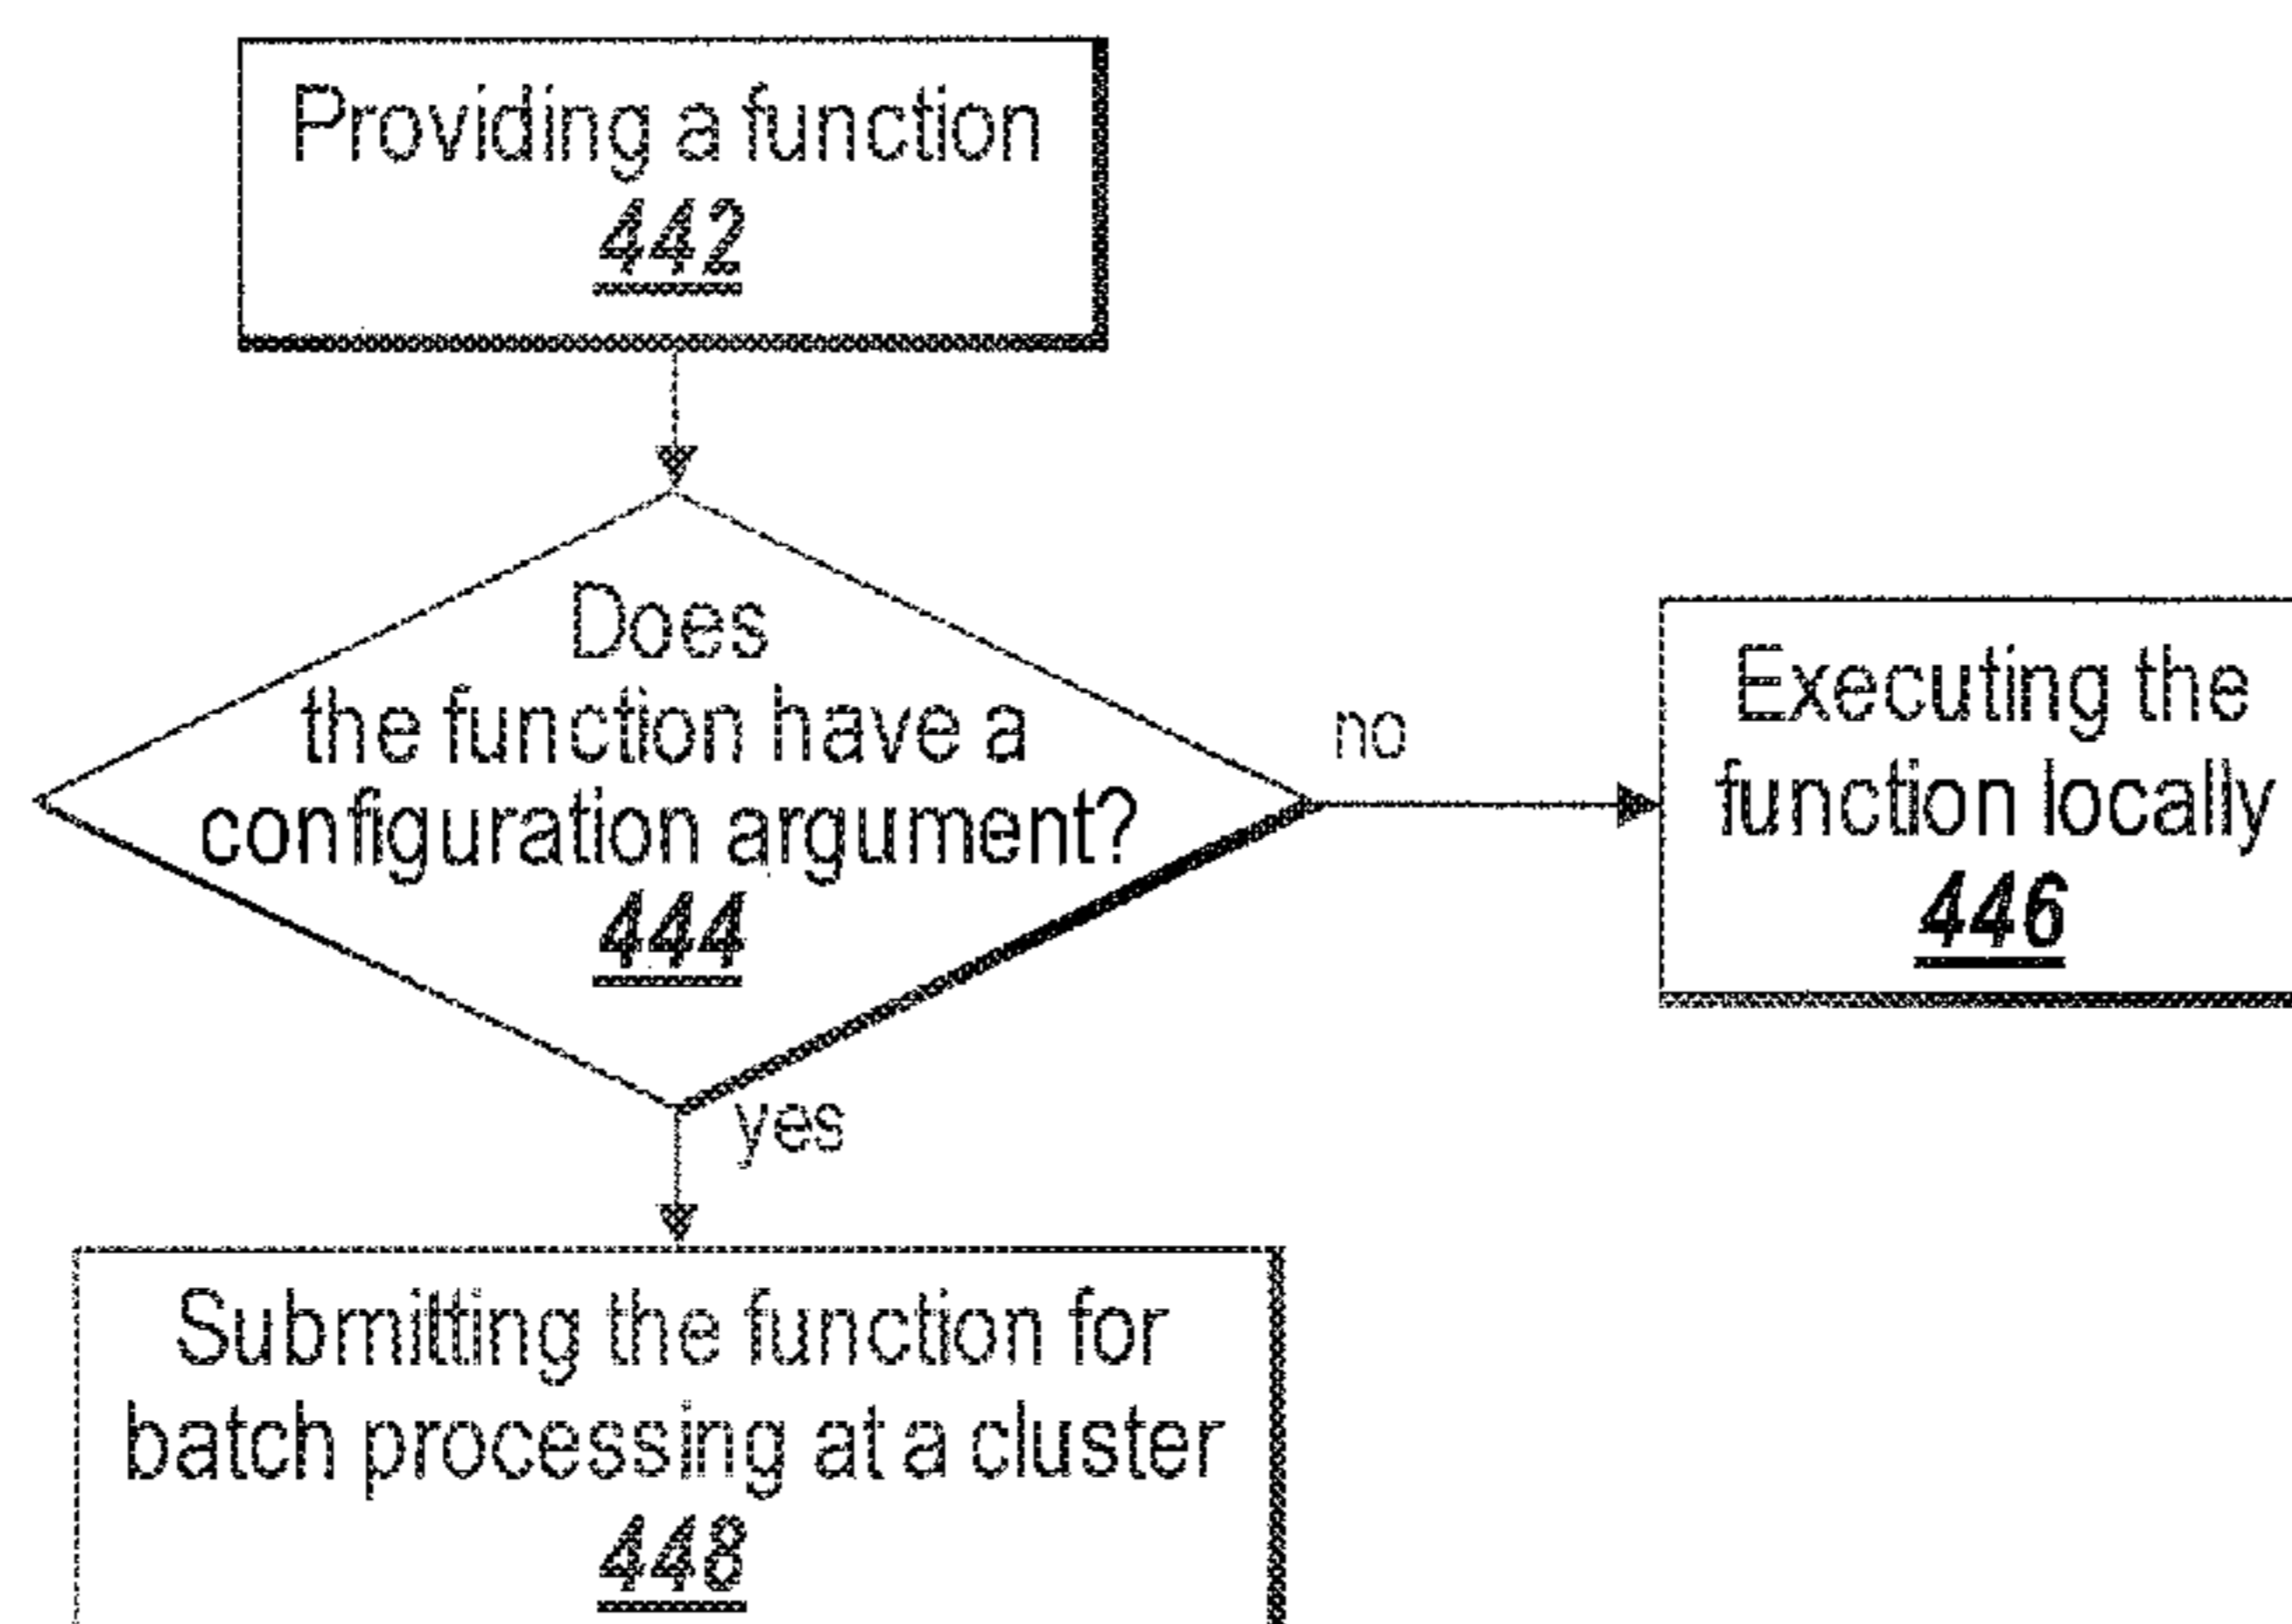 Providing a function
442
Does
the function have a
configuration argument?
444
no
Executing the
function locally
446
yes
Submitting the function for
batch processing at a cluster
448